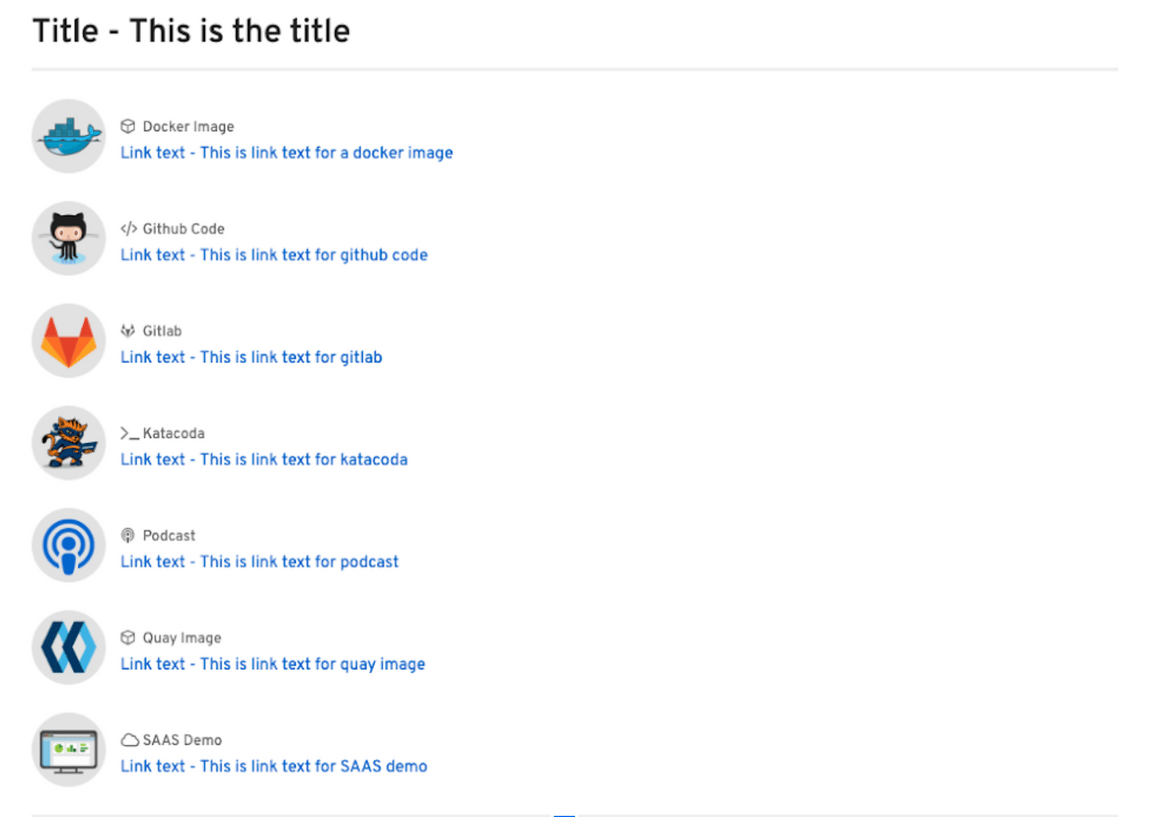 Title - This is the title
Docker Image
Link text - This is link text for a docker image
Github Code
Link text - This is link text for github code
Gitlab
Link text - This is link text for gitlab
Katacoda
Link text - This is link text for katacoda
Podcast
Link text - This is link text for podcast
Quay Image
Link text - This is link text for quay image
SAAS Demo
Link text - This is link text for SAAS demo